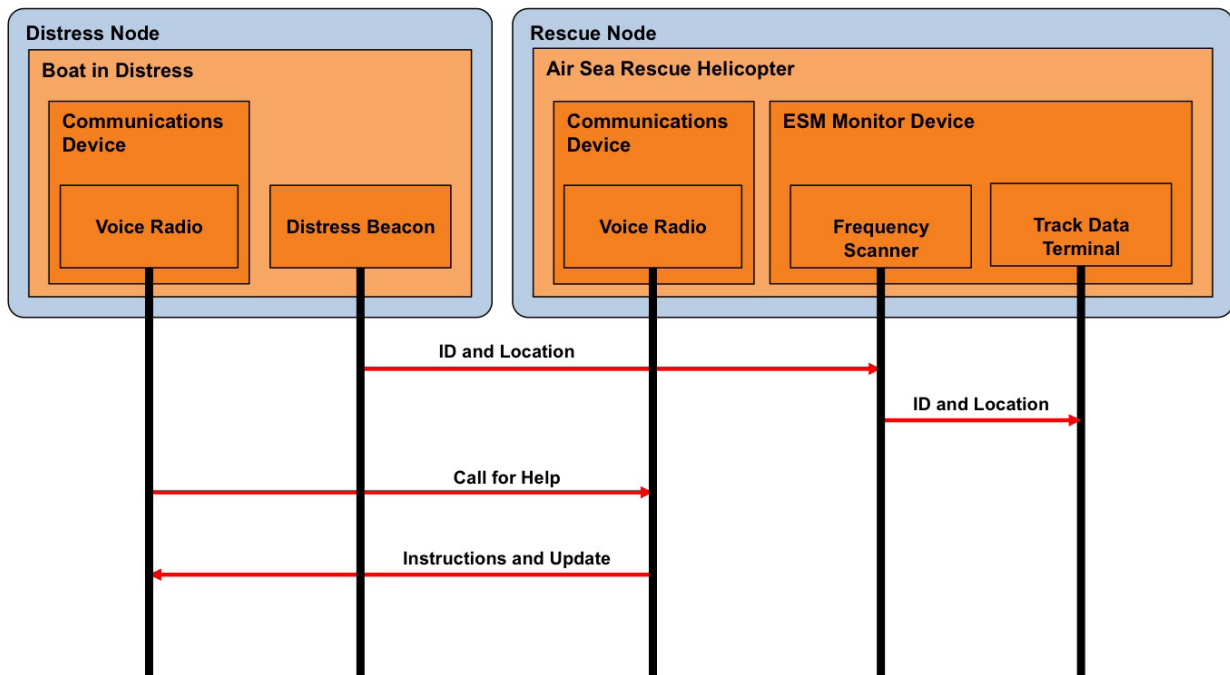 Distress Node
Boat in Distress
Communications
Device
Voice Radio
Distress Beacon
Rescue Node
Air Sea Rescue Helicopter
Communications
Device
Voice Radio
ESM Monitor Device
Frequency
Scanner
Track Data
Terminal
ID and Location
ID and Location
Call for Help
Instructions and Update